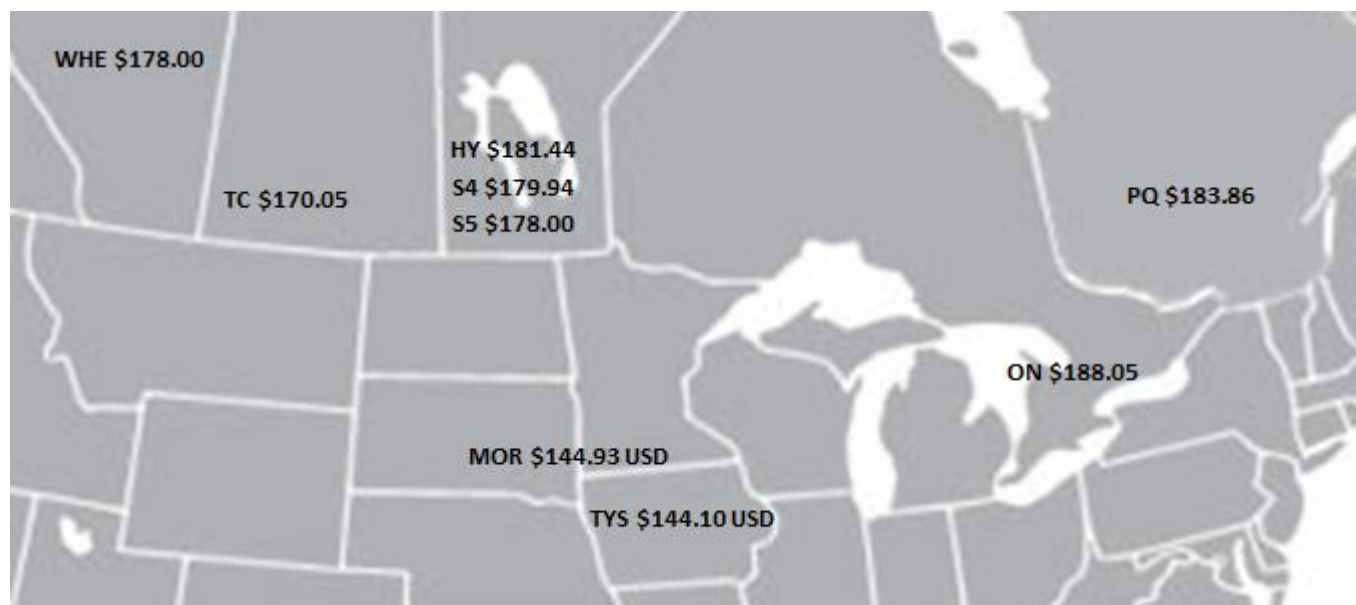 WHE $178.00
HY $181.44
TC $170.05
S4 $179.94
PQ $183.86
S5 $178.00
ON $188.05
MOR $144.93 USD
TYS $144.10 USD